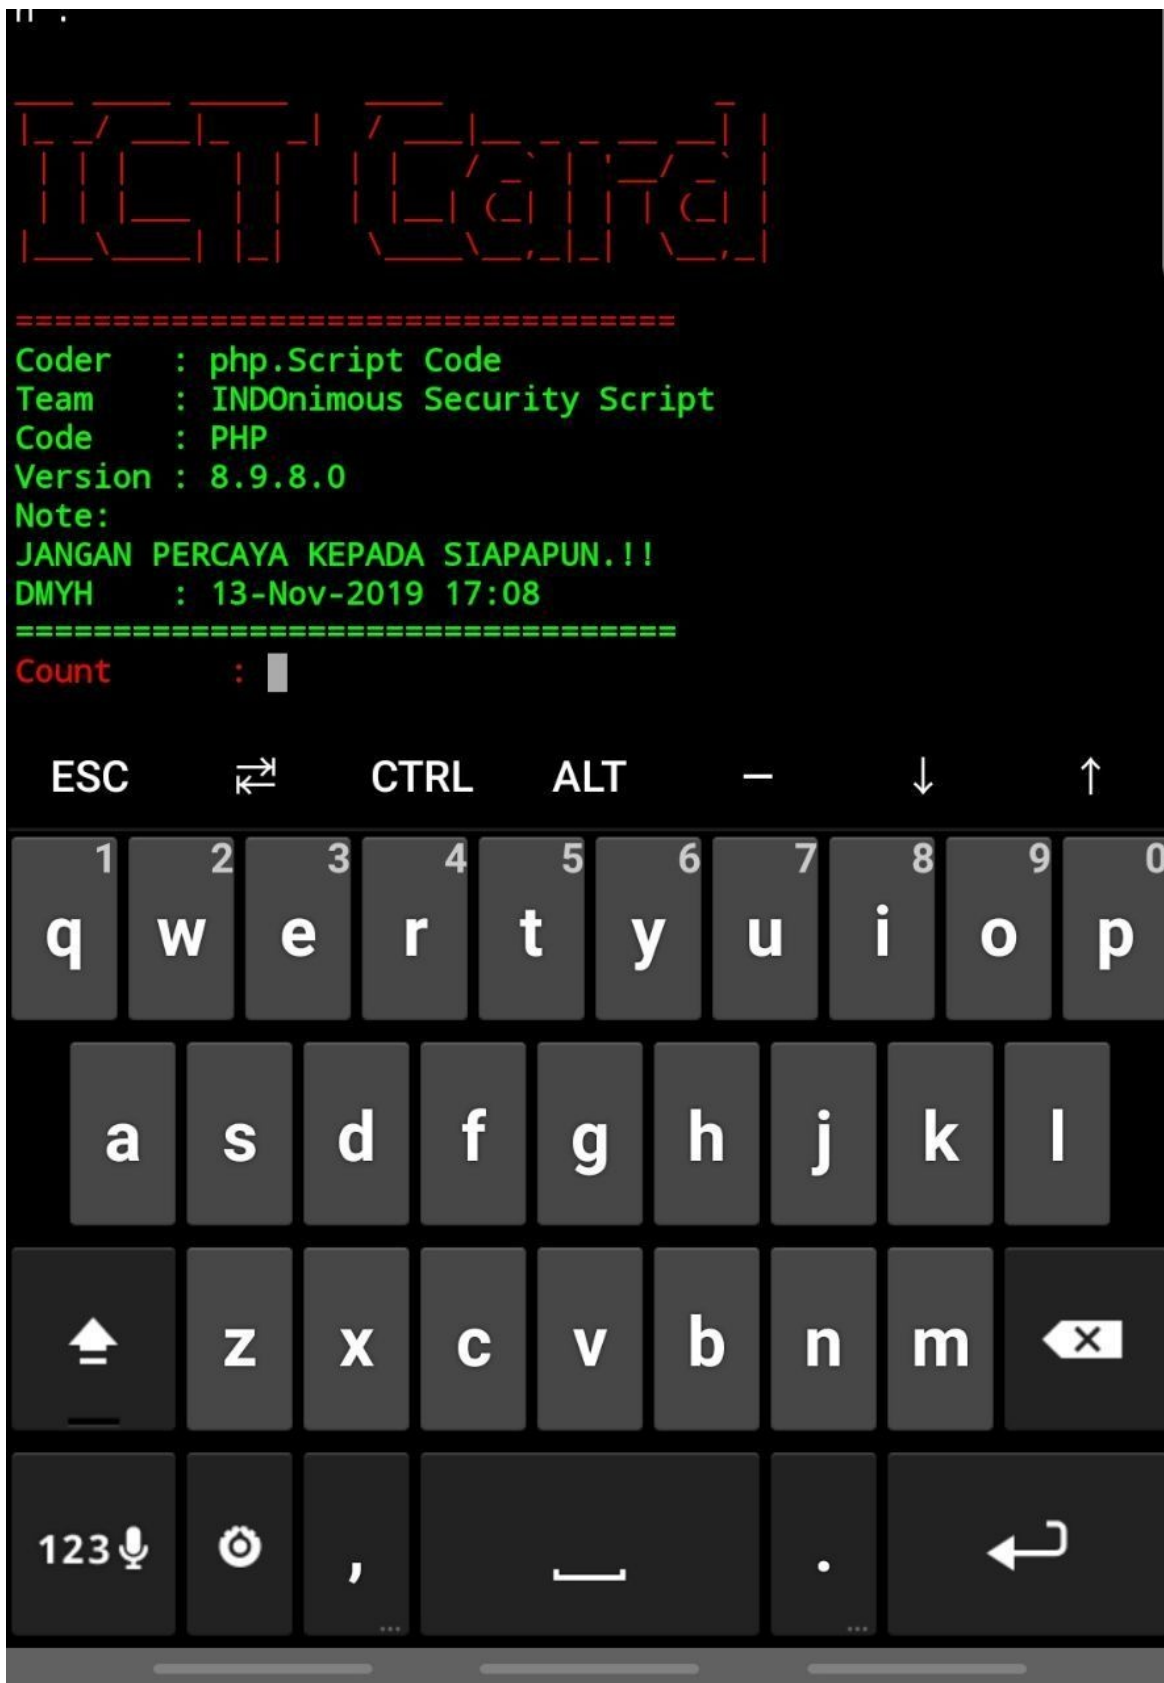 ICT Card
==================================
Coder : php.Script Code
Team : INDOnimous Security Script
Code : PHP
Version : 8.9.8.0
Note:
JANGAN PERCAYA KEPADA SIAPAPUN.!!
DMYH : 13-Nov-2019 17:08
==================================
Count :
ESC ⇄ CTRL ALT — ↓ ↑
1 2 3 4 5 6 7 8 9 0
q w e r t y u i o p
a s d f g h j k l
z x c v b n m
123 , .